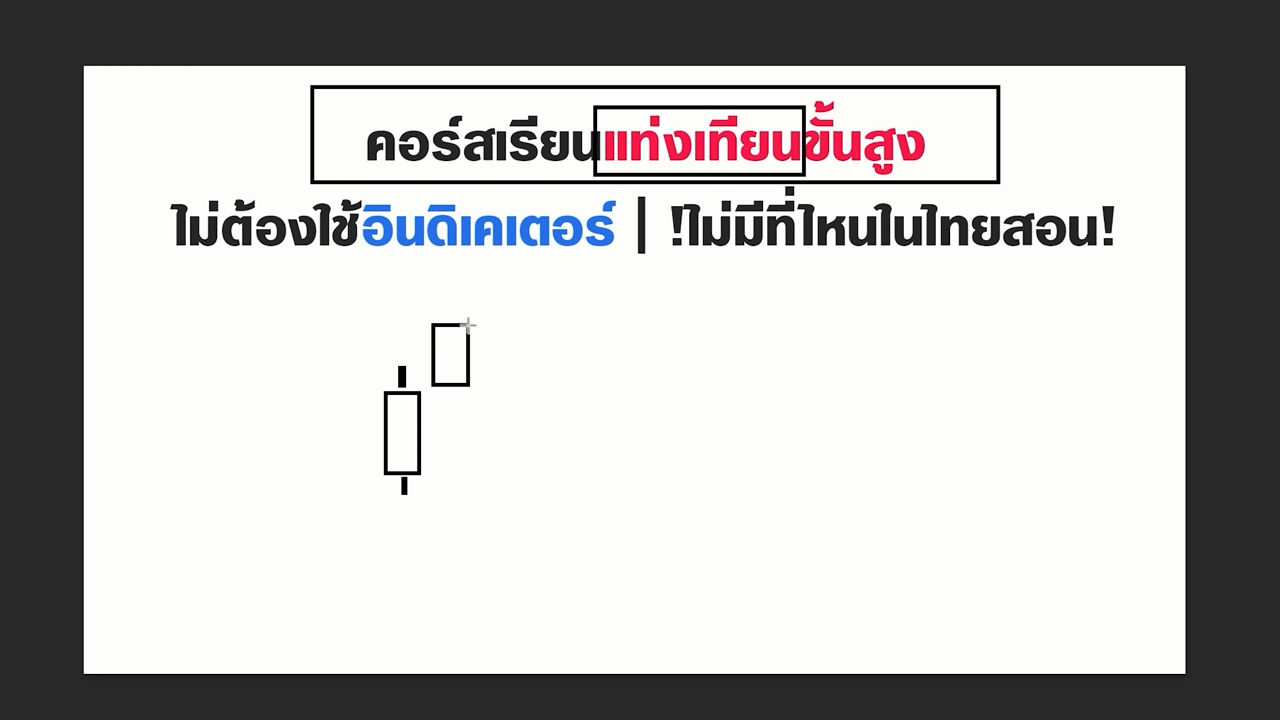 คอร์สเรียนแท่งเทียนขั้นสูง
ไม่ต้องใช้อินดิเคเตอร์ | !ไม่มีที่ไหนในไทยสอน!